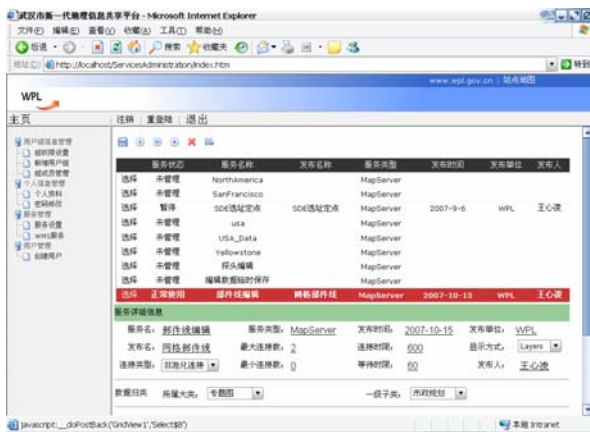 武汉市新一代地理信息共享平台 - Microsoft Internet Explorer
文件(F) 编辑(E) 查看(V) 收藏(A) 工具(T) 帮助(H)
后退 搜索 收藏夹
地址(D) http://localhost/ServicesAdministration/Index.htm 转到
www.wpl.gov.cn | 站点地图
WPL
主页 注销 | 重登陆 | 退出
用户组信息管理
组权限设置
新增用户组
组成员管理
个人信息管理
个人资料
密码修改
服务管理
服务设置
WMS服务
用户管理
创建用户
服务状态 服务名称 发布名称 服务类型 发布时间 发布单位 发布人
选择 未管理 NorthAmerica MapServer
选择 未管理 SanFrancisco MapServer
选择 暂停 SDE选址定点 SDE选址定点 MapServer 2007-9-6 WPL 王心
选择 未管理 usa MapServer
选择 未管理 USA_Data MapServer
选择 未管理 Yellowstone MapServer
选择 未管理 探头编辑 MapServer
选择 未管理 编辑数据临时保存 MapServer
选择 正常使用 部件线编辑 网格部件线 MapServer 2007-10-15 WPL 王心
服务详细信息
服务名: 部件线编辑 服务类型: MapServer 发布时间: 2007-10-15 发布单位: WPL
发布名: 网格部件线 最大连接数: 2 连接时限: 600 显示方式: Layers
连接类型: 非池化连接 最小连接数: 0 等待时限: 60 发布人: 王心
数据归类 所属大类: 专题图 一级子类: 市政规划
javascript:__doPostBack('GridView1','Select$8') 本地 Intranet